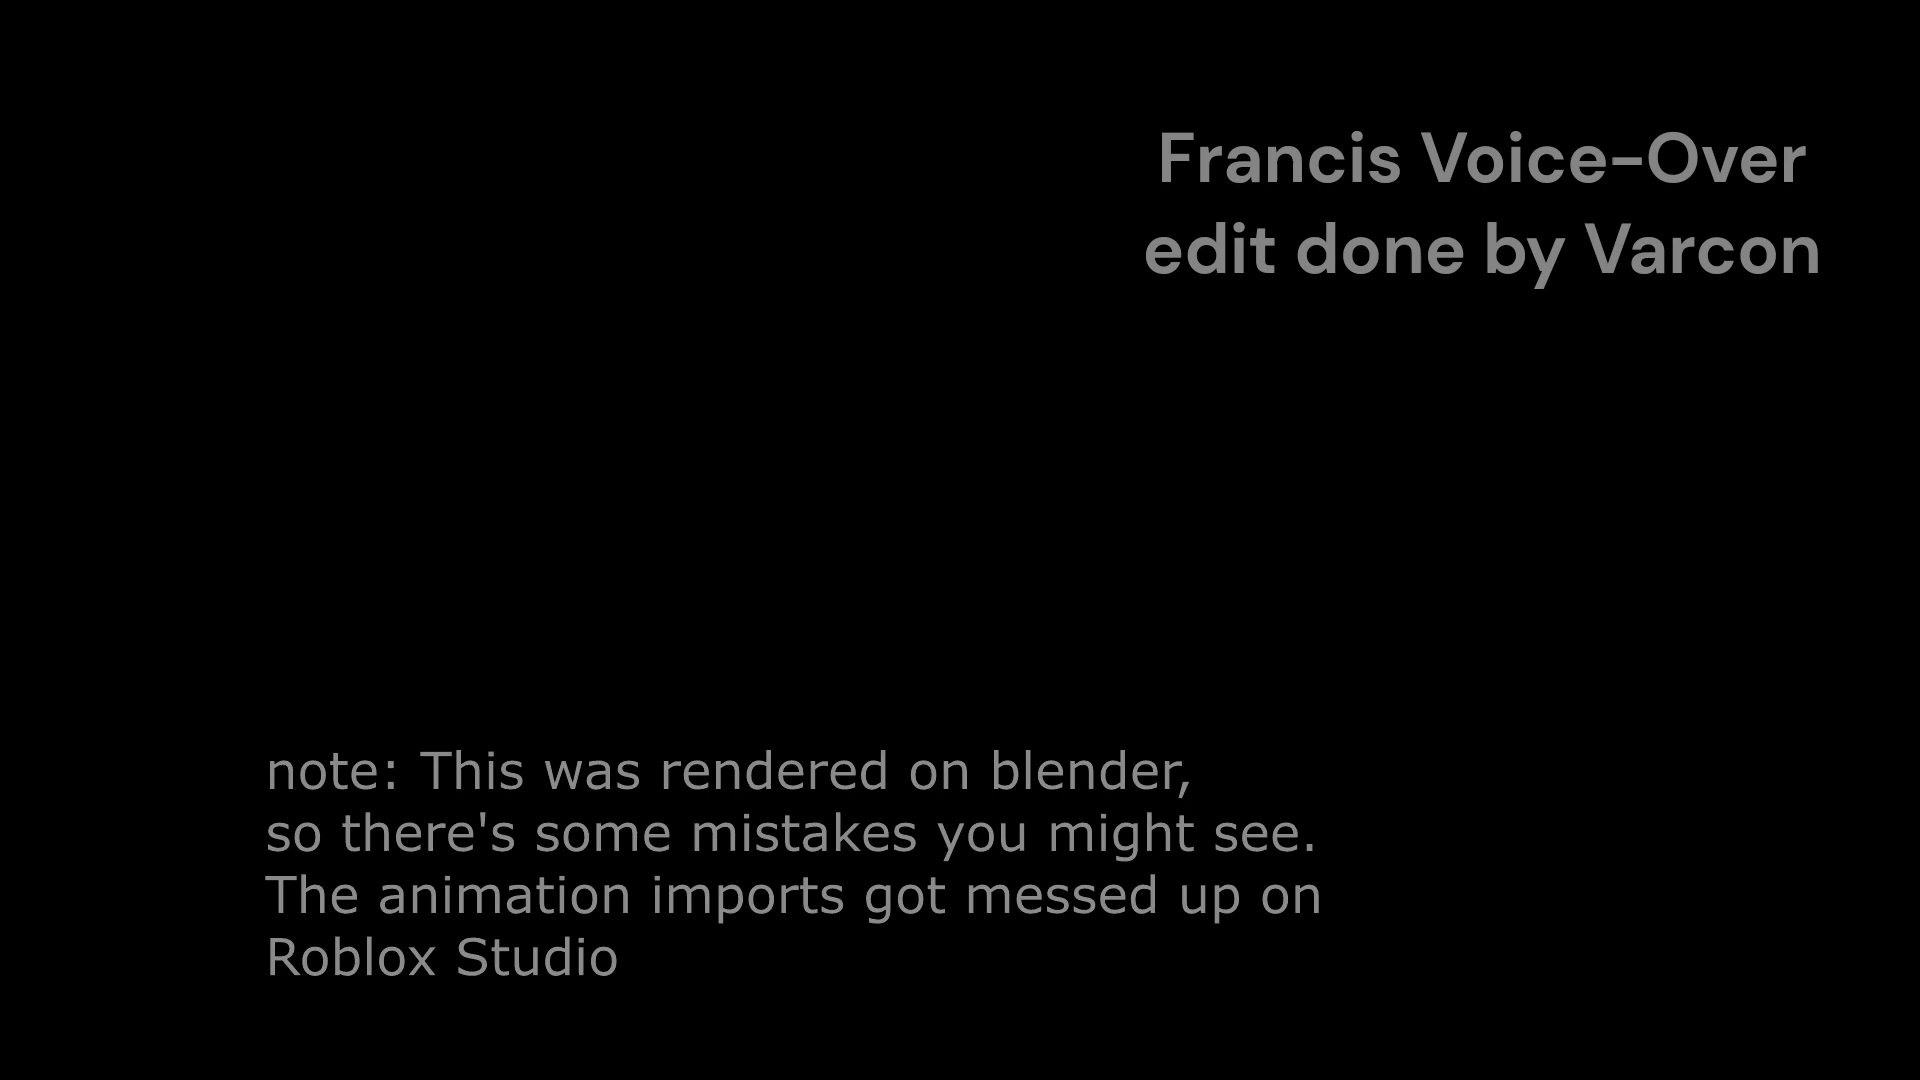 Francis Voice-Over
edit done by Varcon
note: This was rendered on blender,
so there's some mistakes you might see.
The animation imports got messed up on
Roblox Studio